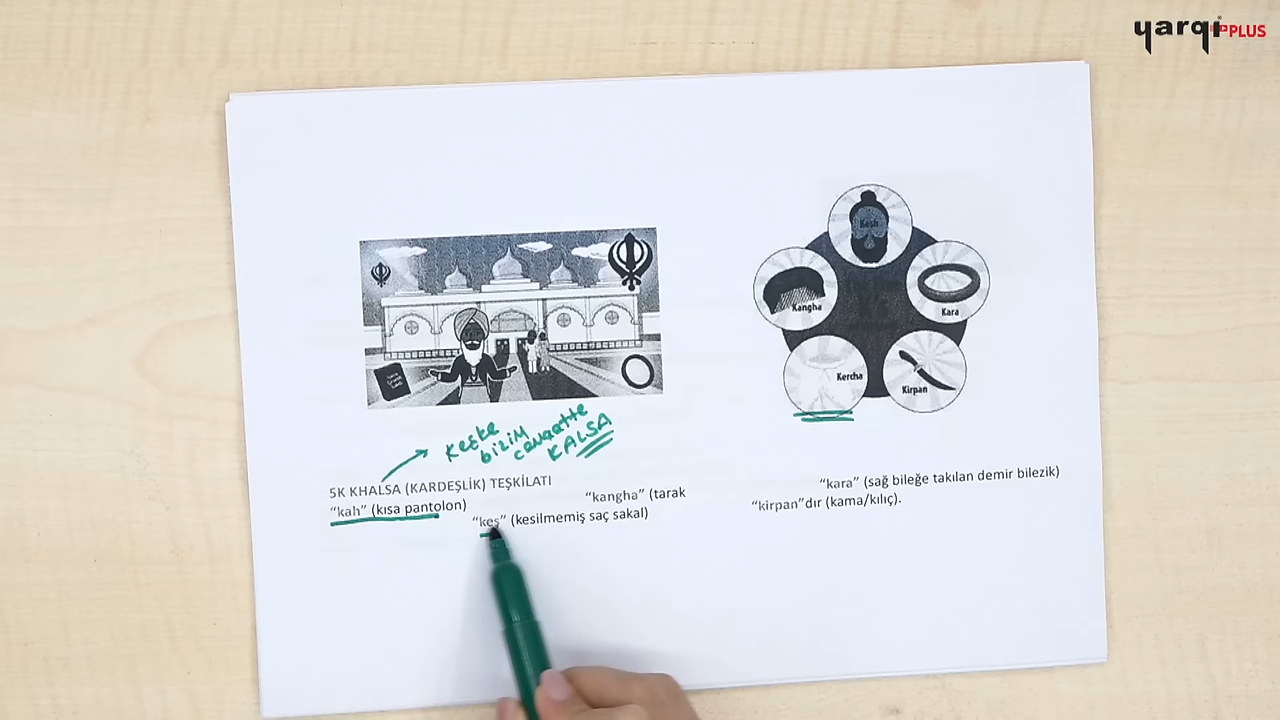 yargı PLUS
Kesh
Kangha
Kara
Kercha
Kirpan
Keşke
bizim
cennette
KALSA
5K KHALSA (KARDEŞLİK) TEŞKİLATI
"kah" (kısa pantolon)
"kangha" (tarak
"keş" (kesilmemiş saç sakal)
"kara" (sağ bileğe takılan demir bilezik)
"kirpan"dır (kama/kılıç).